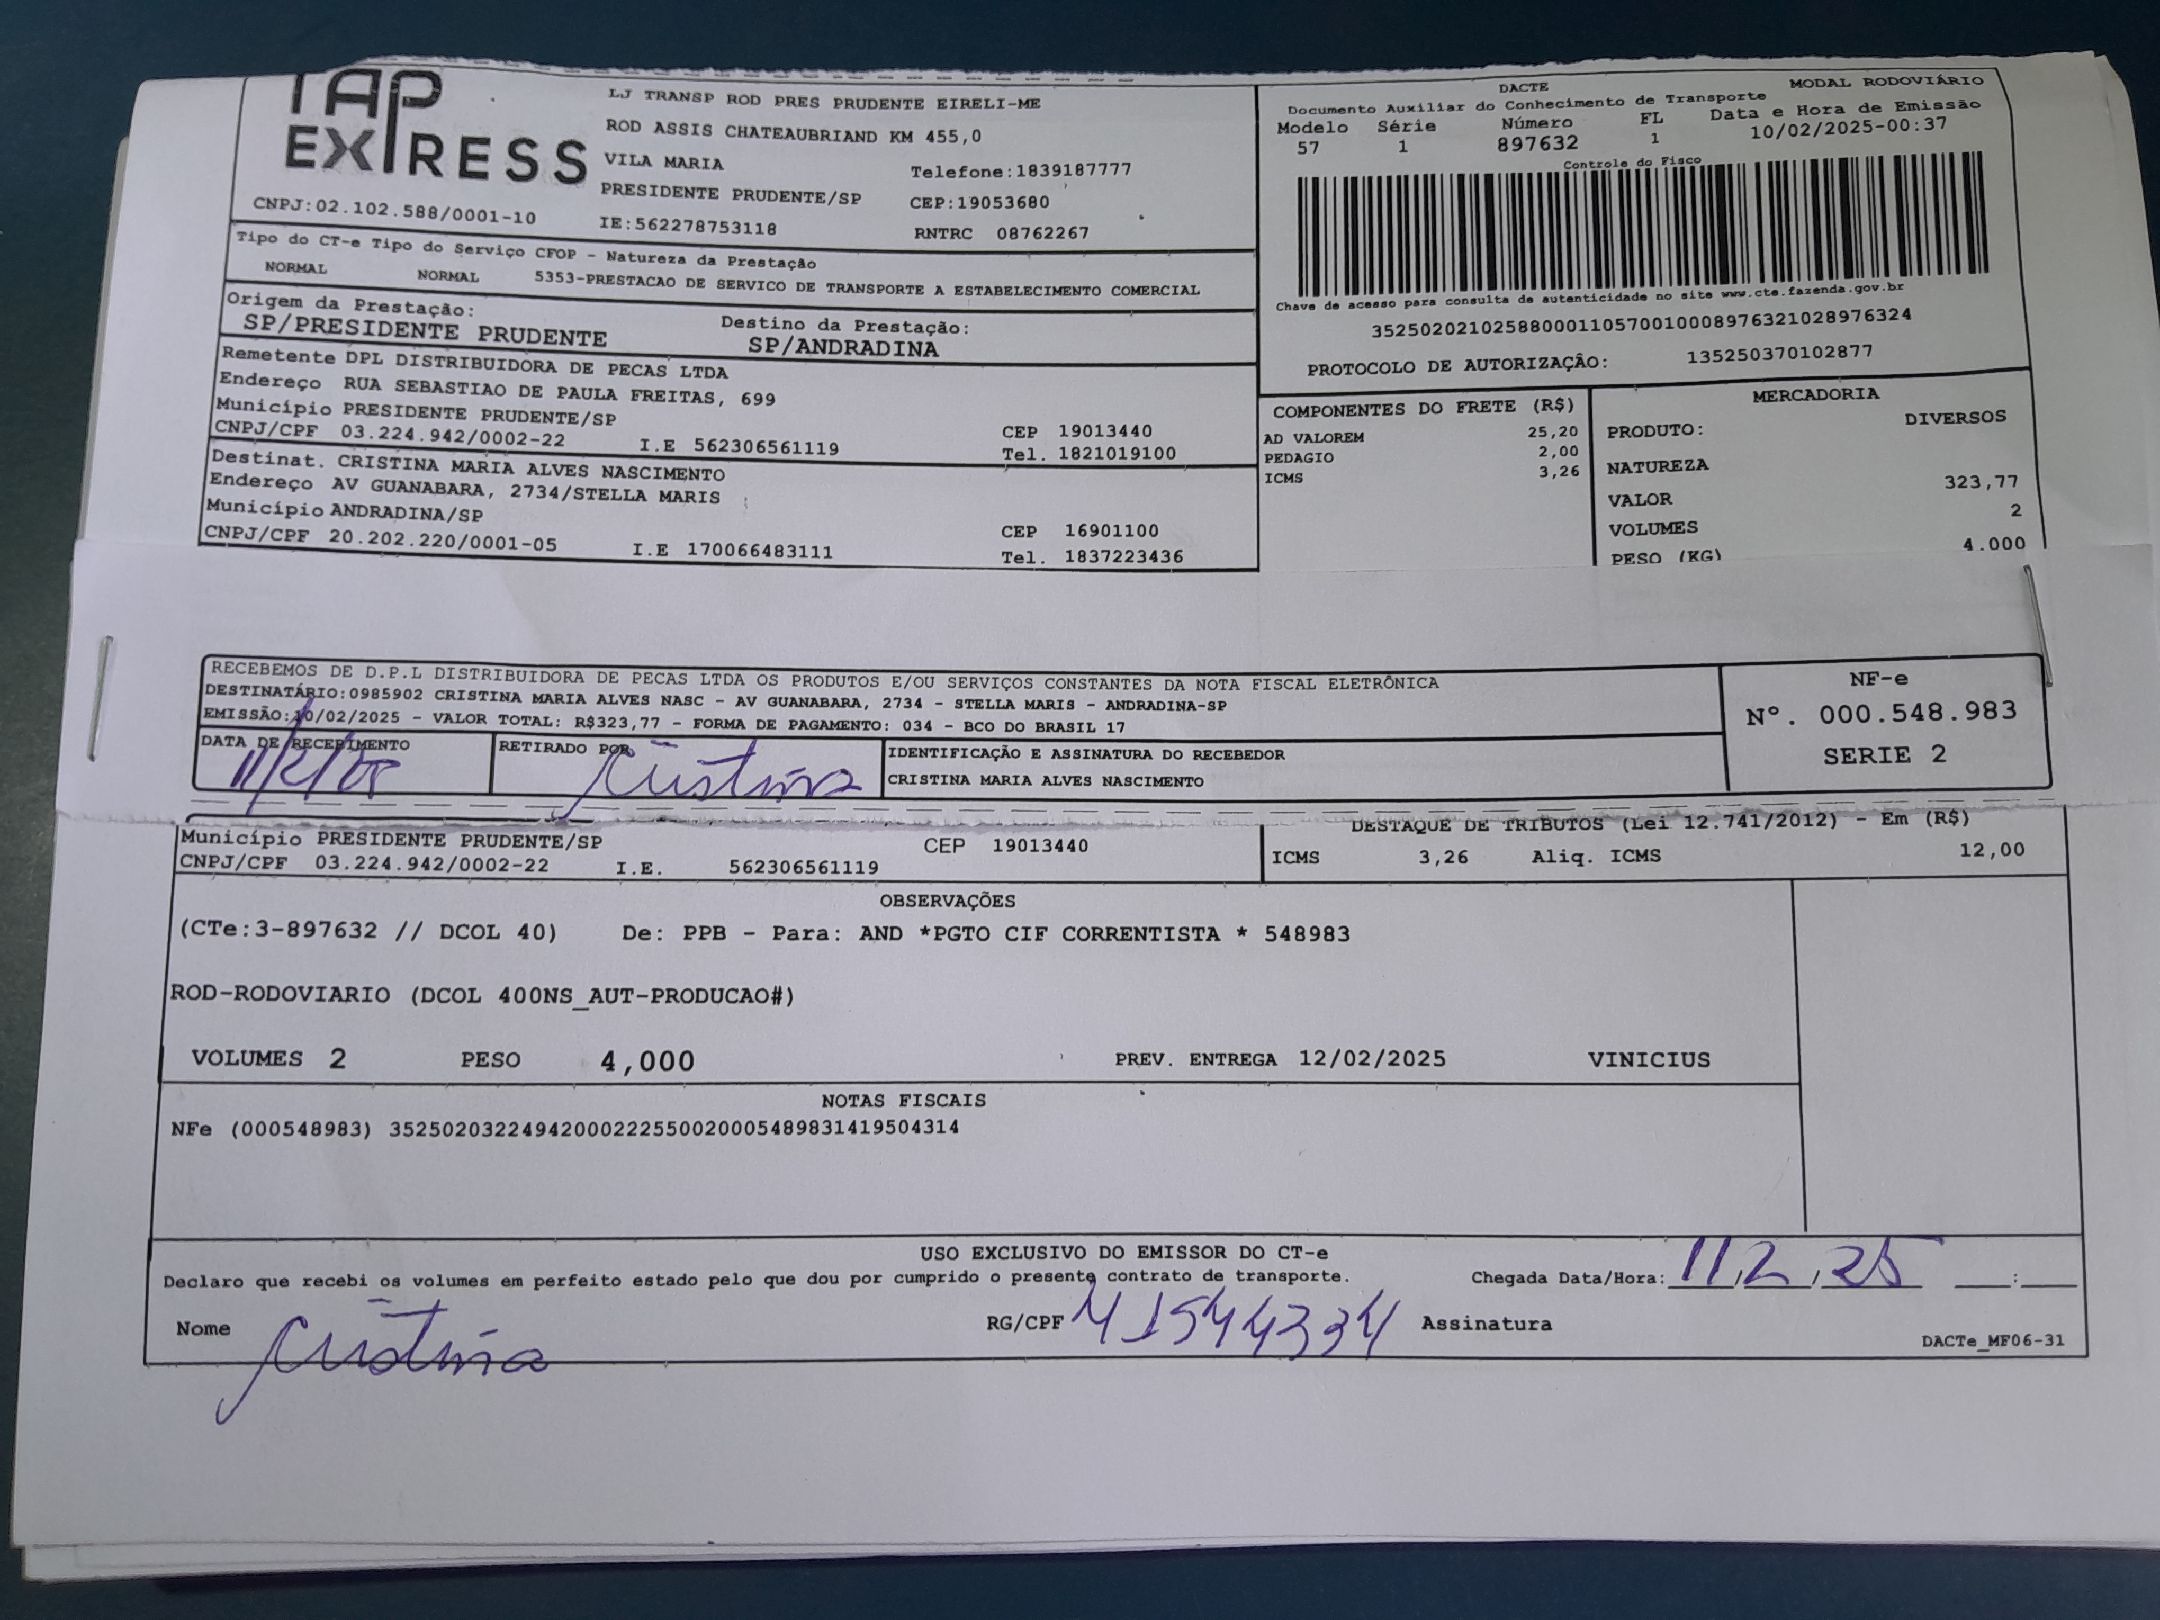 TAP
EXPRESS
CNPJ:02.102.588/0001-10
LJ TRANSP ROD PRES PRUDENTE EIRELI-ME
ROD ASSIS CHATEAUBRIAND KM 455,0
VILA MARIA Telefone:1839187777
PRESIDENTE PRUDENTE/SP CEP:19053680
IE:562278753118 RNTRC 08762267
DACTE MODAL RODOVIÁRIO
Documento Auxiliar do Conhecimento de Transporte
Modelo Série Número FL Data e Hora de Emissão
57 1 897632 1 10/02/2025-00:37
Controle do Fisco
Chave de acesso para consulta de autenticidade no site www.cte.fazenda.gov.br
35250202102588000110570010008976321028976324
PROTOCOLO DE AUTORIZAÇÃO: 135250370102877
Tipo do CT-e Tipo do Serviço CFOP - Natureza da Prestação
NORMAL NORMAL 5353-PRESTACAO DE SERVICO DE TRANSPORTE A ESTABELECIMENTO COMERCIAL
Origem da Prestação: Destino da Prestação:
SP/PRESIDENTE PRUDENTE SP/ANDRADINA
Remetente DPL DISTRIBUIDORA DE PECAS LTDA
Endereço RUA SEBASTIAO DE PAULA FREITAS, 699
Município PRESIDENTE PRUDENTE/SP CEP 19013440
CNPJ/CPF 03.224.942/0002-22 I.E 562306561119 Tel. 1821019100
Destinat. CRISTINA MARIA ALVES NASCIMENTO
Endereço AV GUANABARA, 2734/STELLA MARIS
Município ANDRADINA/SP CEP 16901100
CNPJ/CPF 20.202.220/0001-05 I.E 170066483111 Tel. 1837223436
COMPONENTES DO FRETE (R$)
AD VALOREM 25,20
PEDAGIO 2,00
ICMS 3,26
MERCADORIA
PRODUTO: DIVERSOS
NATUREZA
VALOR 323,77
VOLUMES 2
PESO (KG) 4.000
RECEBEMOS DE D.P.L DISTRIBUIDORA DE PECAS LTDA OS PRODUTOS E/OU SERVIÇOS CONSTANTES DA NOTA FISCAL ELETRÔNICA
DESTINATÁRIO:0985902 CRISTINA MARIA ALVES NASC - AV GUANABARA, 2734 - STELLA MARIS - ANDRADINA-SP
EMISSÃO:10/02/2025 - VALOR TOTAL: R$323,77 - FORMA DE PAGAMENTO: 034 - BCO DO BRASIL 17
DATA DE RECEBIMENTO RETIRADO POR IDENTIFICAÇÃO E ASSINATURA DO RECEBEDOR
11/2/25 Cristina CRISTINA MARIA ALVES NASCIMENTO
NF-e
Nº. 000.548.983
SERIE 2
Município PRESIDENTE PRUDENTE/SP CEP 19013440
CNPJ/CPF 03.224.942/0002-22 I.E. 562306561119
DESTAQUE DE TRIBUTOS (Lei 12.741/2012) - Em (R$)
ICMS 3,26 Aliq. ICMS 12,00
OBSERVAÇÕES
(CTe:3-897632 // DCOL 40) De: PPB - Para: AND *PGTO CIF CORRENTISTA * 548983
ROD-RODOVIARIO (DCOL 400NS_AUT-PRODUCAO#)
VOLUMES 2 PESO 4,000 PREV. ENTREGA 12/02/2025 VINICIUS
NOTAS FISCAIS
NFe (000548983) 35250203224942000222550020005489831419504314
USO EXCLUSIVO DO EMISSOR DO CT-e
Declaro que recebi os volumes em perfeito estado pelo que dou por cumprido o presente contrato de transporte. Chegada Data/Hora: 11/2/25 __:__
Nome Cristina RG/CPF 415444334 Assinatura
DACTe_MF06-31